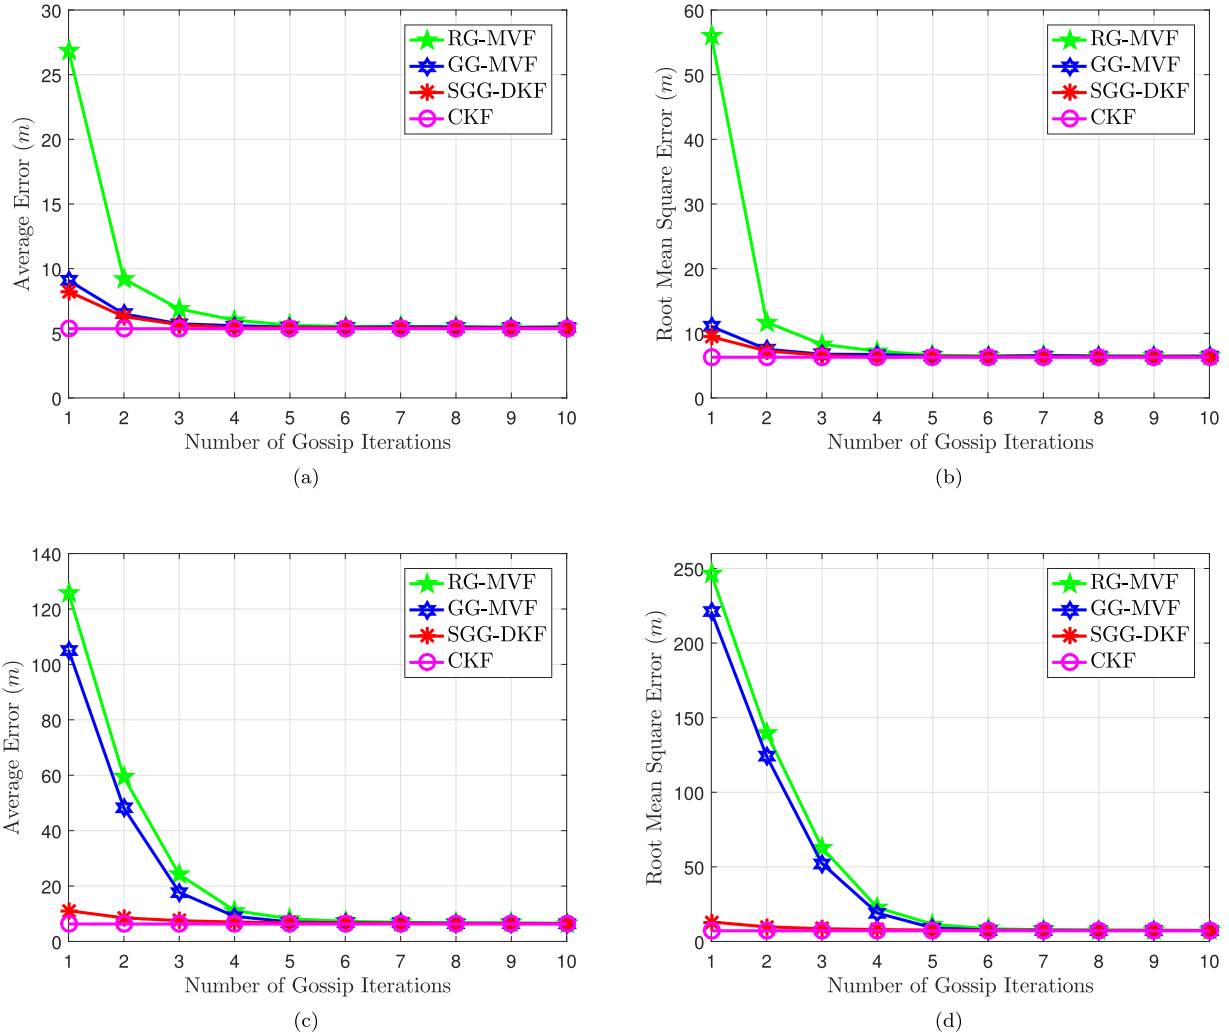 30
25
20
15
10
5
0
Average Error (m)
RG-MVF
GG-MVF
SGG-DKF
CKF
1 2 3 4 5 6 7 8 9 10
Number of Gossip Iterations
(a)
60
50
40
30
20
10
0
Root Mean Square Error (m)
RG-MVF
GG-MVF
SGG-DKF
CKF
1 2 3 4 5 6 7 8 9 10
Number of Gossip Iterations
(b)
140
120
100
80
60
40
20
0
Average Error (m)
RG-MVF
GG-MVF
SGG-DKF
CKF
1 2 3 4 5 6 7 8 9 10
Number of Gossip Iterations
(c)
250
200
150
100
50
0
Root Mean Square Error (m)
RG-MVF
GG-MVF
SGG-DKF
CKF
1 2 3 4 5 6 7 8 9 10
Number of Gossip Iterations
(d)